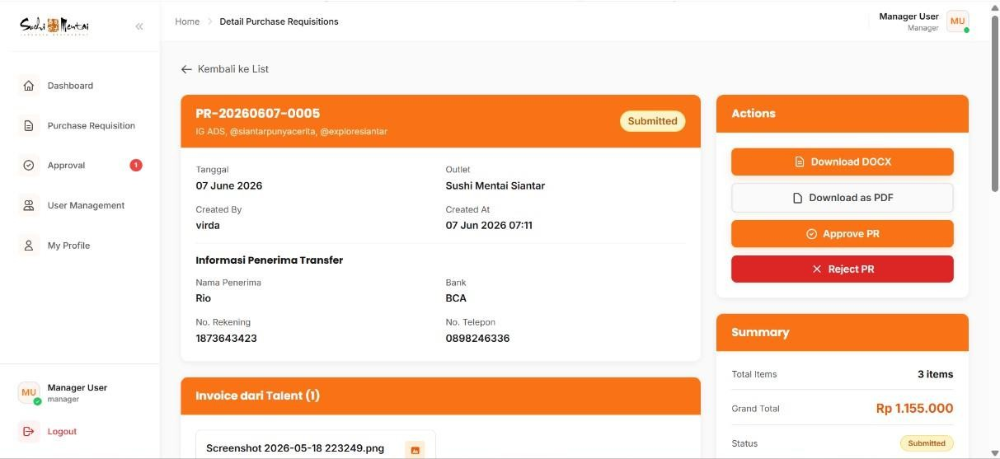 Sushi Mentai
«
Home > Detail Purchase Requisitions
Manager User
Manager
MU
Dashboard
Purchase Requisition
Approval 1
User Management
My Profile
Manager User
manager
MU
Logout
← Kembali ke List
PR-20260607-0005
IG ADS, @siantarpunyacerita, @exploresiantar
Submitted
Tanggal
07 June 2026
Outlet
Sushi Mentai Siantar
Created By
virda
Created At
07 Jun 2026 07:11
Informasi Penerima Transfer
Nama Penerima
Rio
Bank
BCA
No. Rekening
1873643423
No. Telepon
0898246336
Invoice dari Talent (1)
Screenshot 2026-05-18 223249.png
Actions
Download DOCX
Download as PDF
Approve PR
Reject PR
Summary
Total Items 3 items
Grand Total Rp 1.155.000
Status Submitted